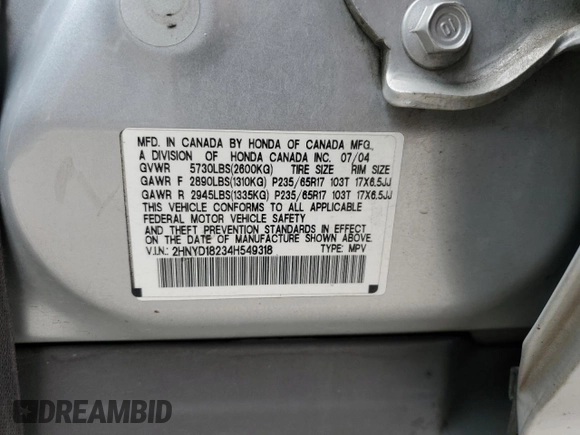 MFD. IN CANADA BY HONDA OF CANADA MFG.,
A DIVISION OF HONDA CANADA INC. 07/04
GVWR 5730LBS(2600KG) TIRE SIZE RIM SIZE
GAWR F 2890LBS(1310KG) P235/65R17 103T 17X6.5JJ
GAWR R 2945LBS(1335KG) P235/65R17 103T 17X6.5JJ
THIS VEHICLE CONFORMS TO ALL APPLICABLE
FEDERAL MOTOR VEHICLE SAFETY
AND THEFT PREVENTION STANDARDS IN EFFECT
ON THE DATE OF MANUFACTURE SHOWN ABOVE.
V.I.N.: 2HNYD18234H549318 TYPE: MPV
DREAMBID